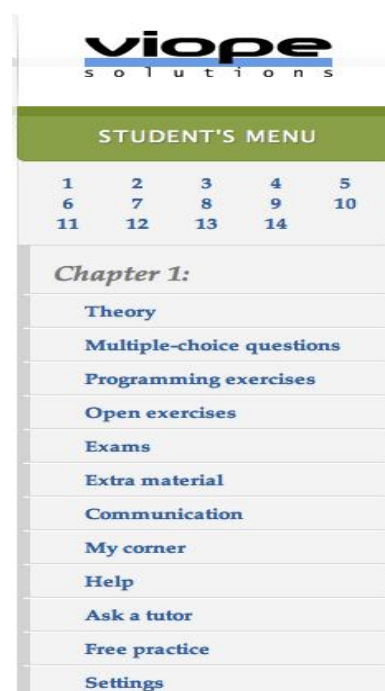 viope
solutions
STUDENT'S MENU
1 2 3 4 5
6 7 8 9 10
11 12 13 14
Chapter 1:
Theory
Multiple-choice questions
Programming exercises
Open exercises
Exams
Extra material
Communication
My corner
Help
Ask a tutor
Free practice
Settings